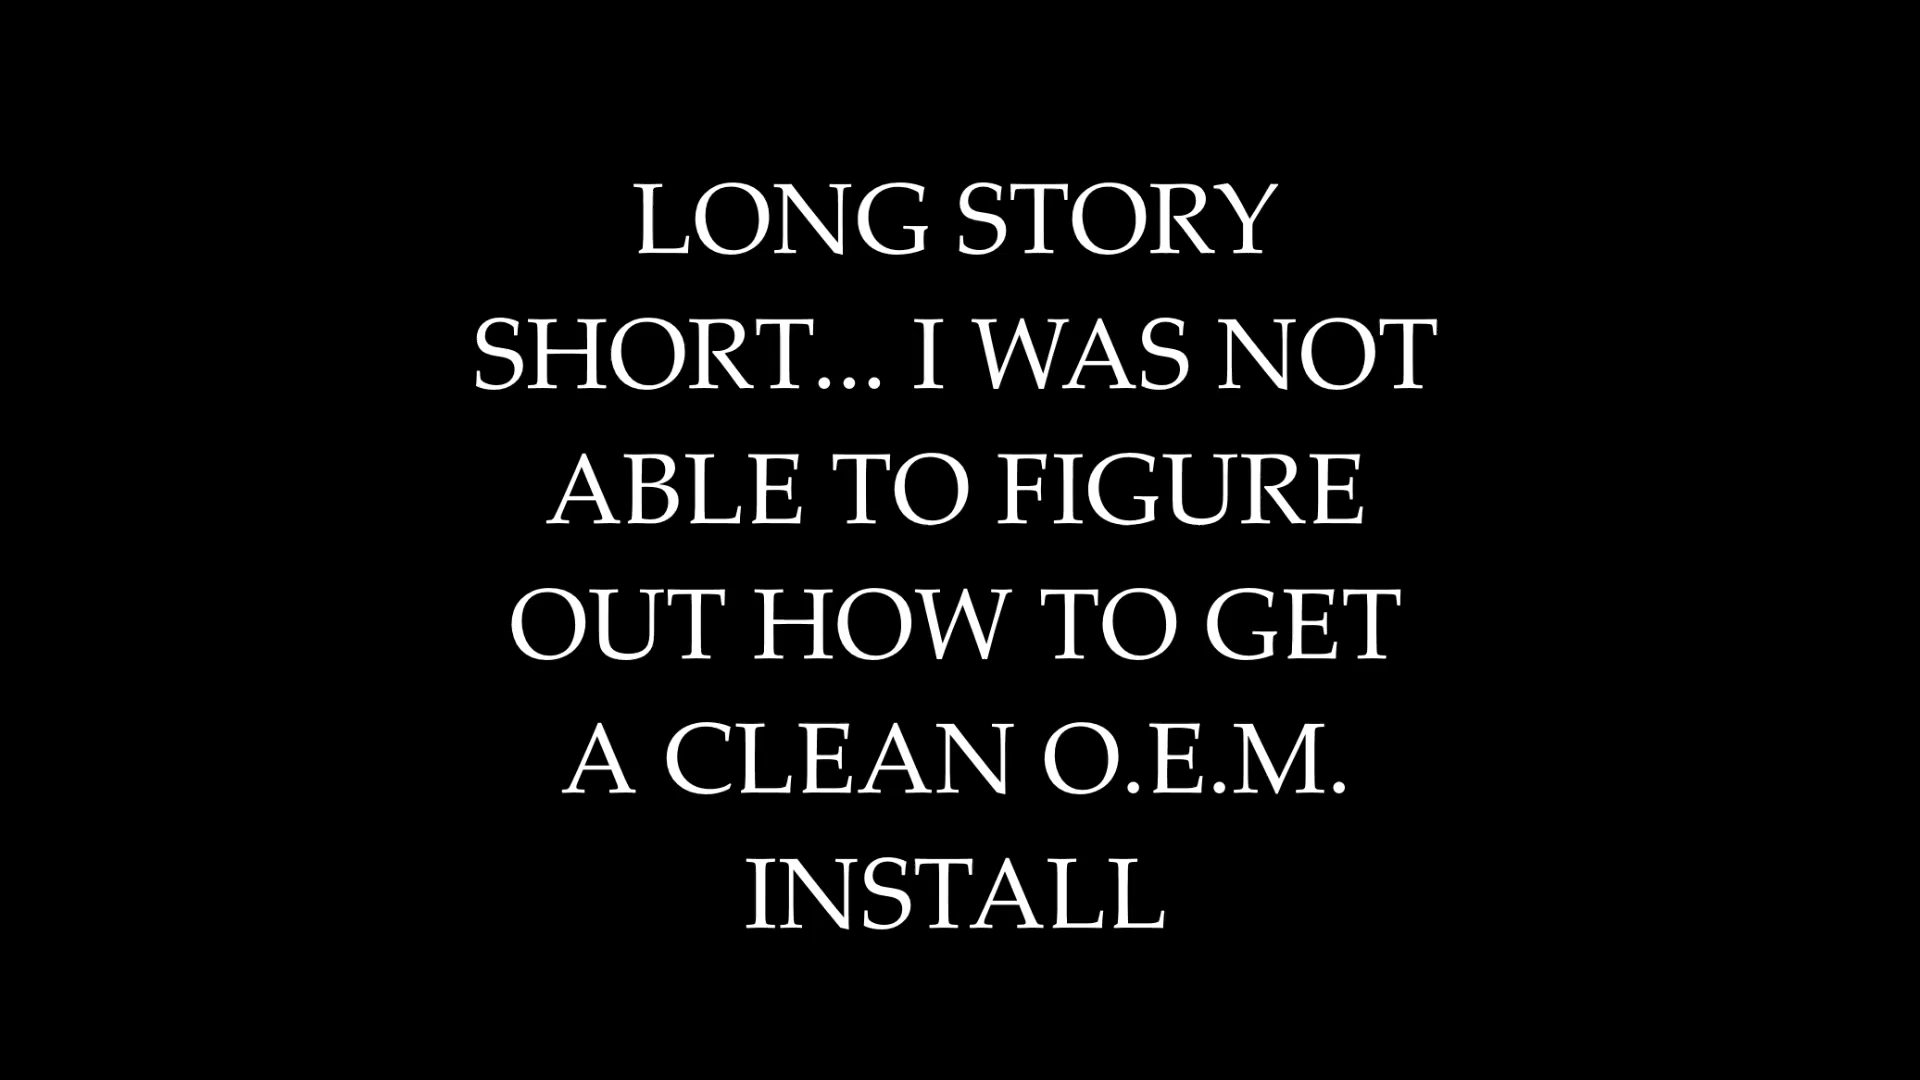 LONG STORY
SHORT... I WAS NOT
ABLE TO FIGURE
OUT HOW TO GET
A CLEAN O.E.M.
INSTALL